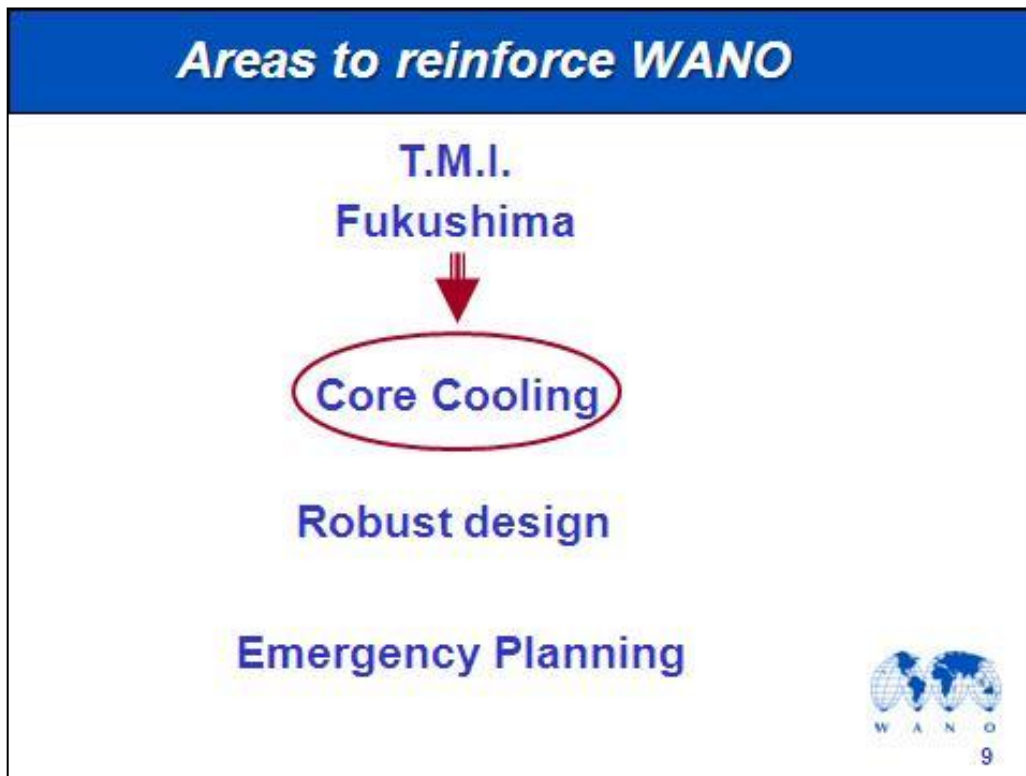 Areas to reinforce WANO
T.M.I.
Fukushima
Core Cooling
Robust design
Emergency Planning
W A N O
9